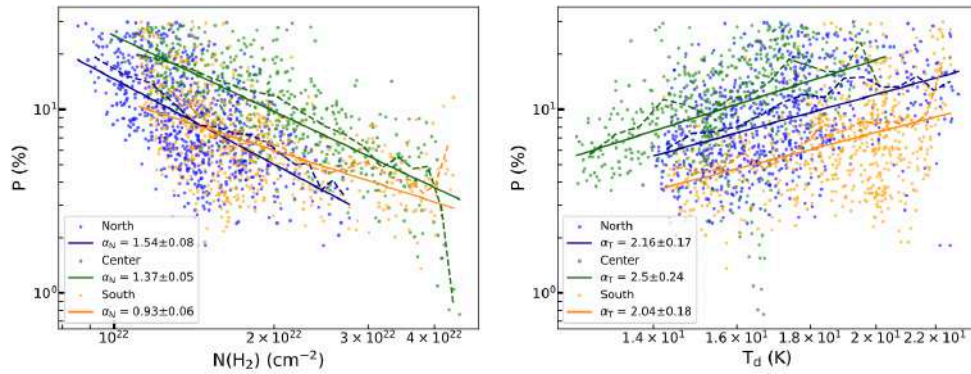 P (%)
10¹
10⁰
North
α_N = 1.54±0.08
Center
α_N = 1.37±0.05
South
α_N = 0.93±0.06
10²² 2×10²² 3×10²² 4×10²²
N(H₂) (cm⁻²)
P (%)
10¹
10⁰
North
α_T = 2.16±0.17
Center
α_T = 2.5±0.24
South
α_T = 2.04±0.18
1.4×10¹ 1.6×10¹ 1.8×10¹ 2×10¹ 2.2×10¹
T_d (K)